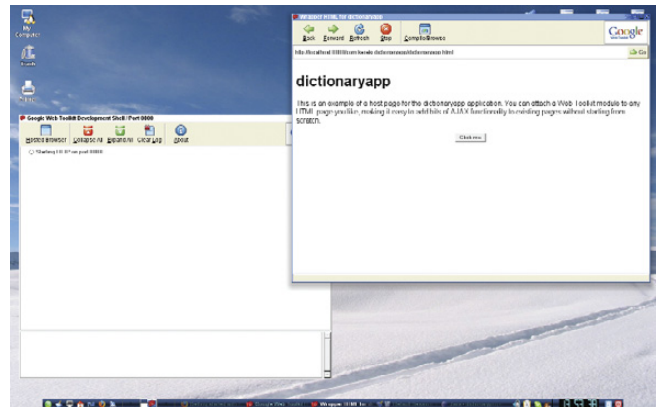 My
Computer
Trash
Wrapper HTML for dictionaryapp
Back Forward Refresh Stop Compile/Browse
Google
Go
dictionaryapp
This is an example of a host page for the dictionaryapp application. You can attach a Web Toolkit module to any
HTML page you like, making it easy to add bits of AJAX functionality to existing pages without starting from
scratch.
Click me
Google Web Toolkit Development Shell / Port 8888
Hosted Browser Collapse All Expand All Clear Log About
Starting HTTP on port 8888